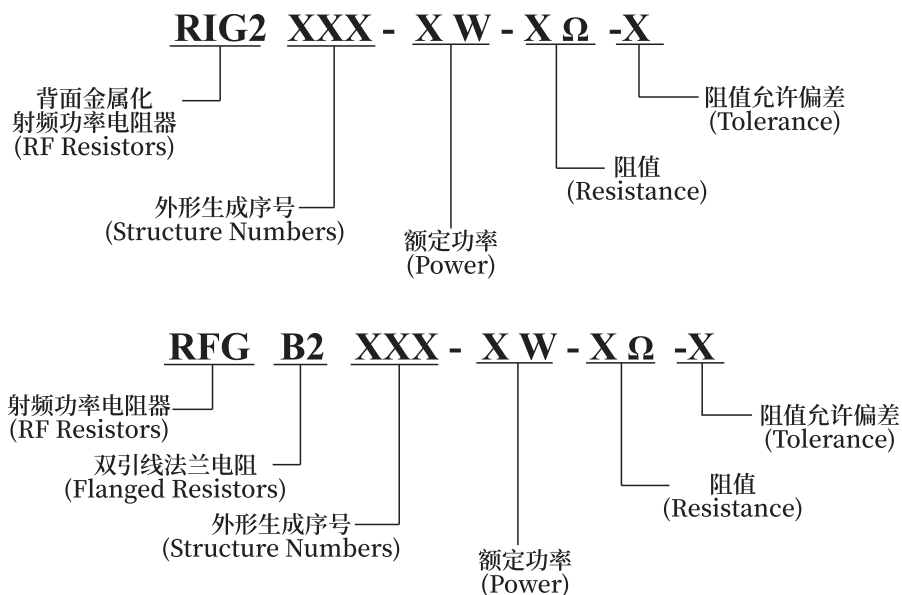 RIG2 XXX - X W - X Ω -X
背面金属化
射频功率电阻器
(RF Resistors)
阻值允许偏差
(Tolerance)
阻值
(Resistance)
外形生成序号
(Structure Numbers)
额定功率
(Power)
RFG B2 XXX - X W - X Ω -X
射频功率电阻器
(RF Resistors)
阻值允许偏差
(Tolerance)
双引线法兰电阻
(Flanged Resistors)
阻值
(Resistance)
外形生成序号
(Structure Numbers)
额定功率
(Power)